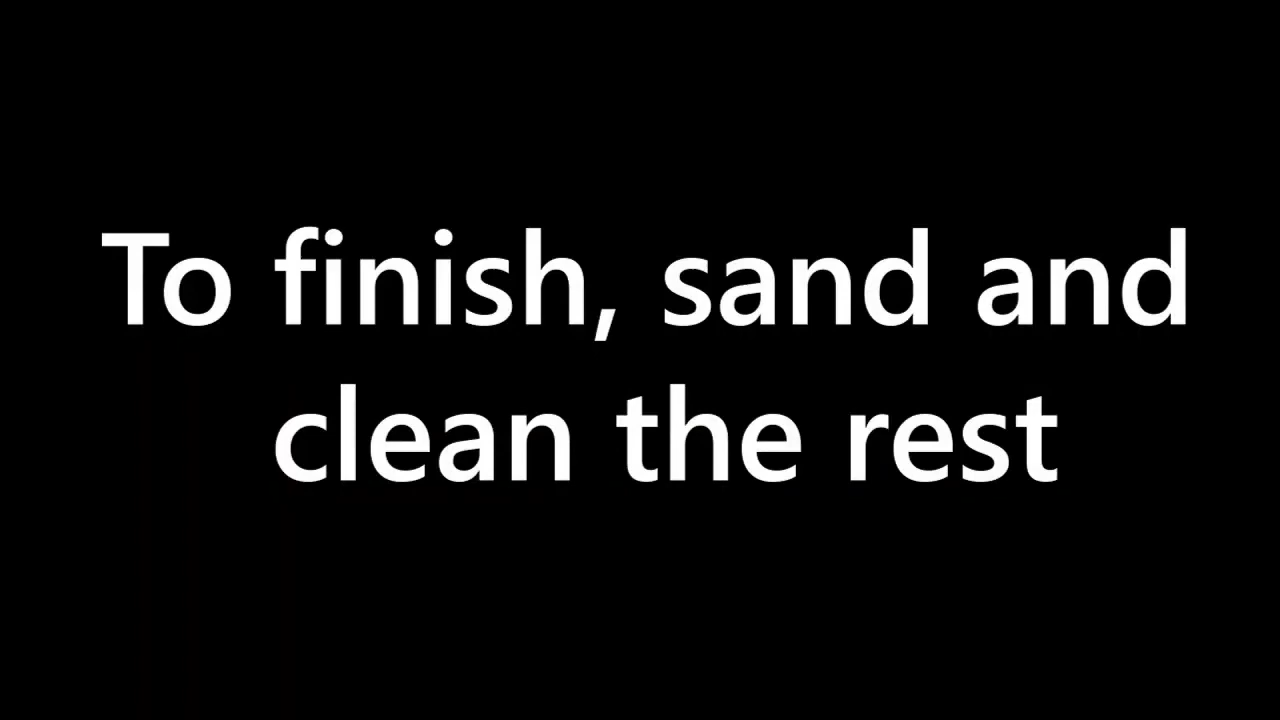 To finish, sand and
clean the rest